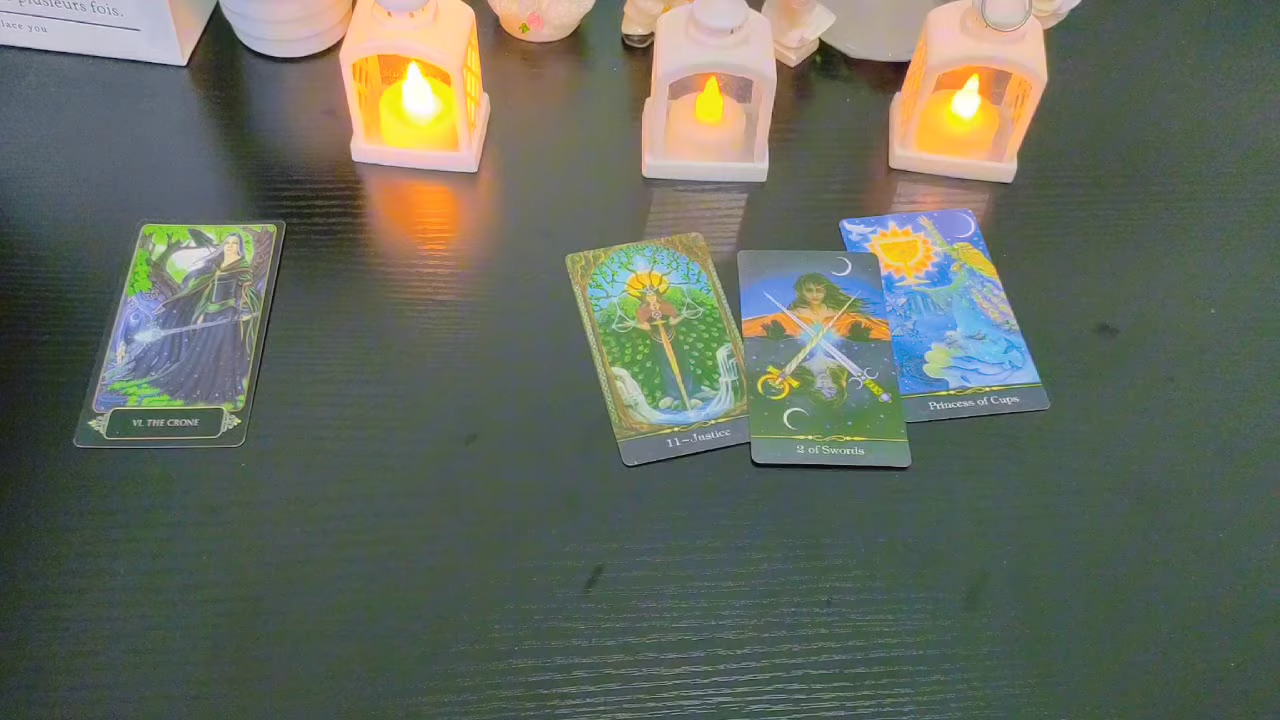 plusieurs fois.
lace you
VI. THE CRONE
11-Justice
2 of Swords
Princess of Cups